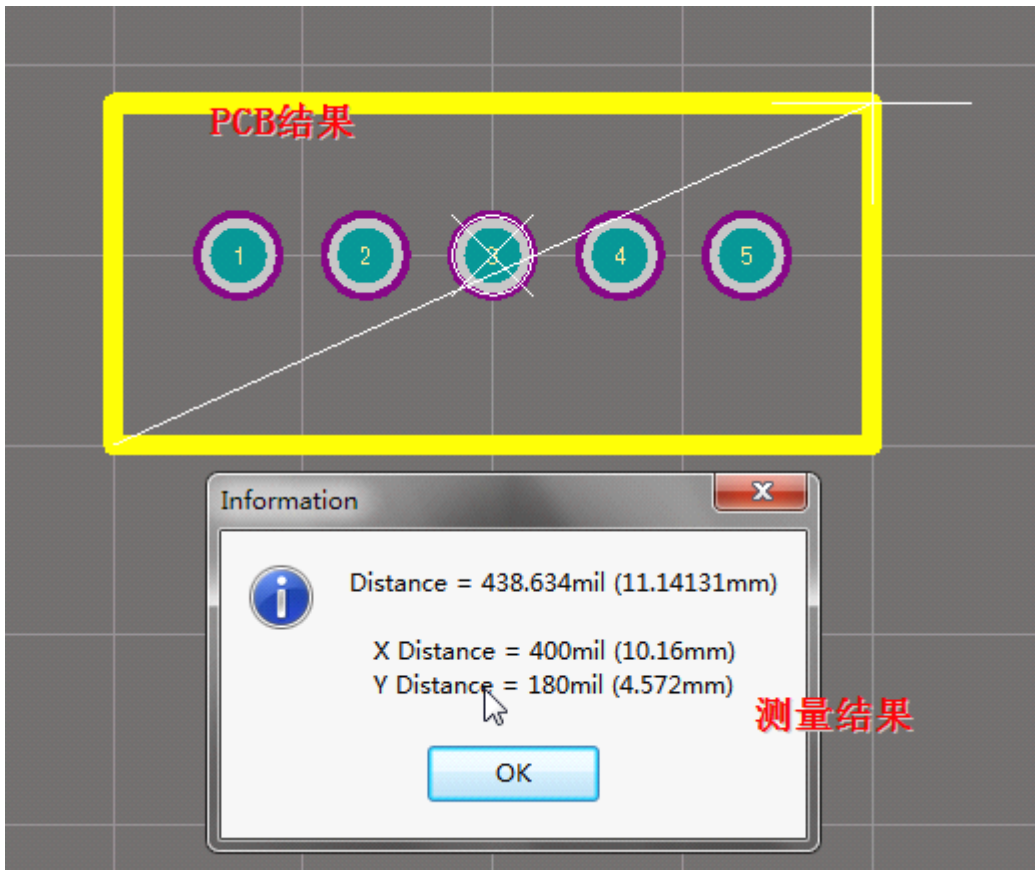 PCB结果
1 2 3 4 5
Information
X
Distance = 438.634mil (11.14131mm)
X Distance = 400mil (10.16mm)
Y Distance = 180mil (4.572mm)
测量结果
OK